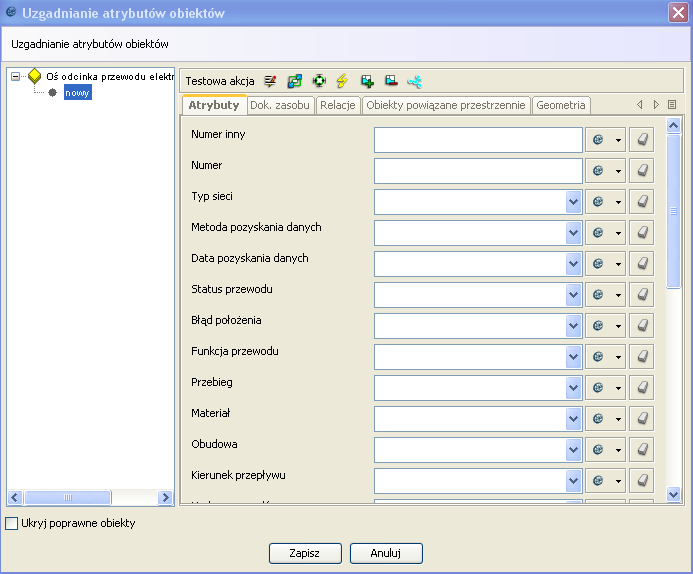 Uzgadnianie atrybutów obiektów
Uzgadnianie atrybutów obiektów
Oś odcinka przewodu elektr
nowy
Testowa akcja
Atrybuty Dok. zasobu Relacje Obiekty powiązane przestrzennie Geometria
Numer inny
Numer
Typ sieci
Metoda pozyskania danych
Data pozyskania danych
Status przewodu
Błąd położenia
Funkcja przewodu
Przebieg
Materiał
Obudowa
Kierunek przepływu
Ukryj poprawne obiekty
Zapisz Anuluj